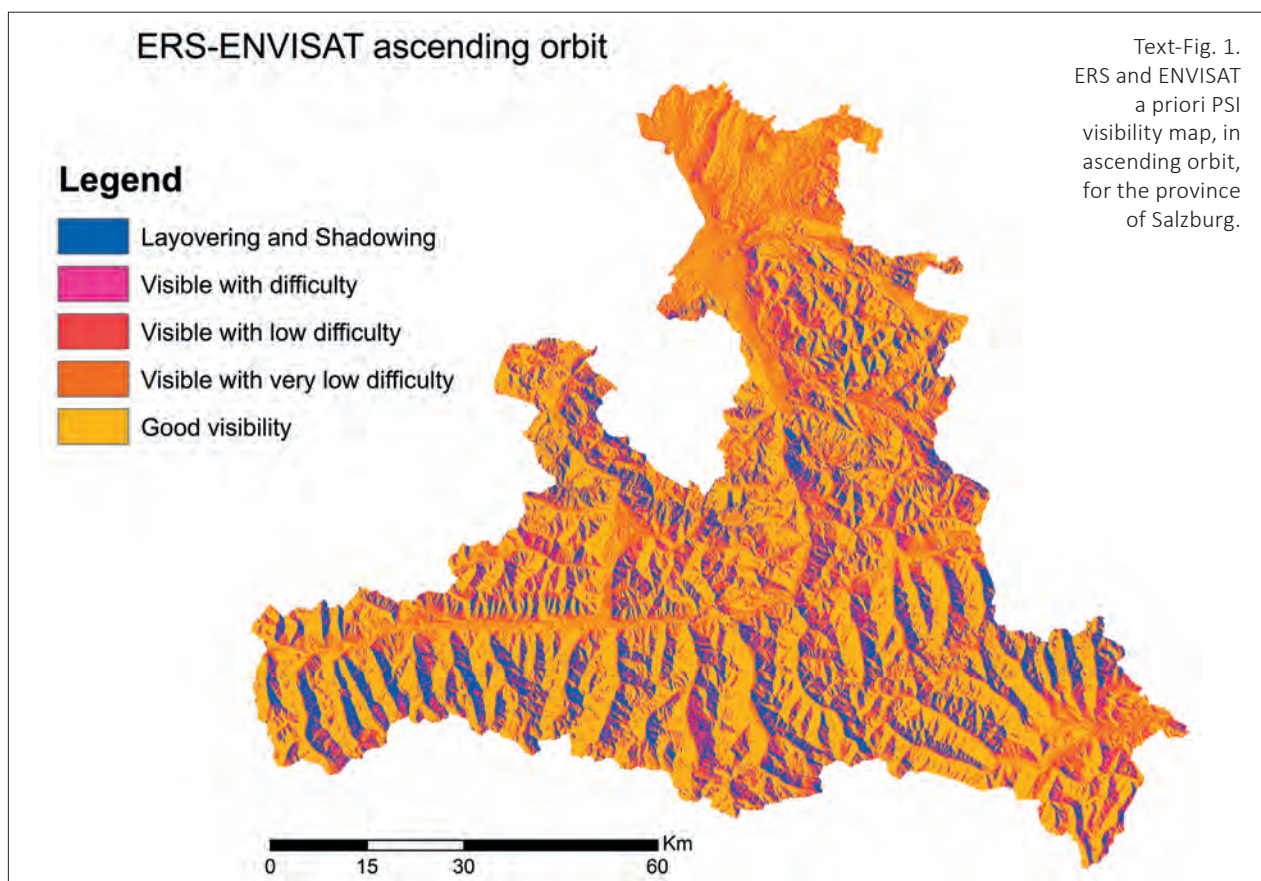 ERS-ENVISAT ascending orbit
Text-Fig. 1.
ERS and ENVISAT
a priori PSI
visibility map, in
ascending orbit,
for the province
of Salzburg.
Legend
Layovering and Shadowing
Visible with difficulty
Visible with low difficulty
Visible with very low difficulty
Good visibility
Km
0 15 30 60